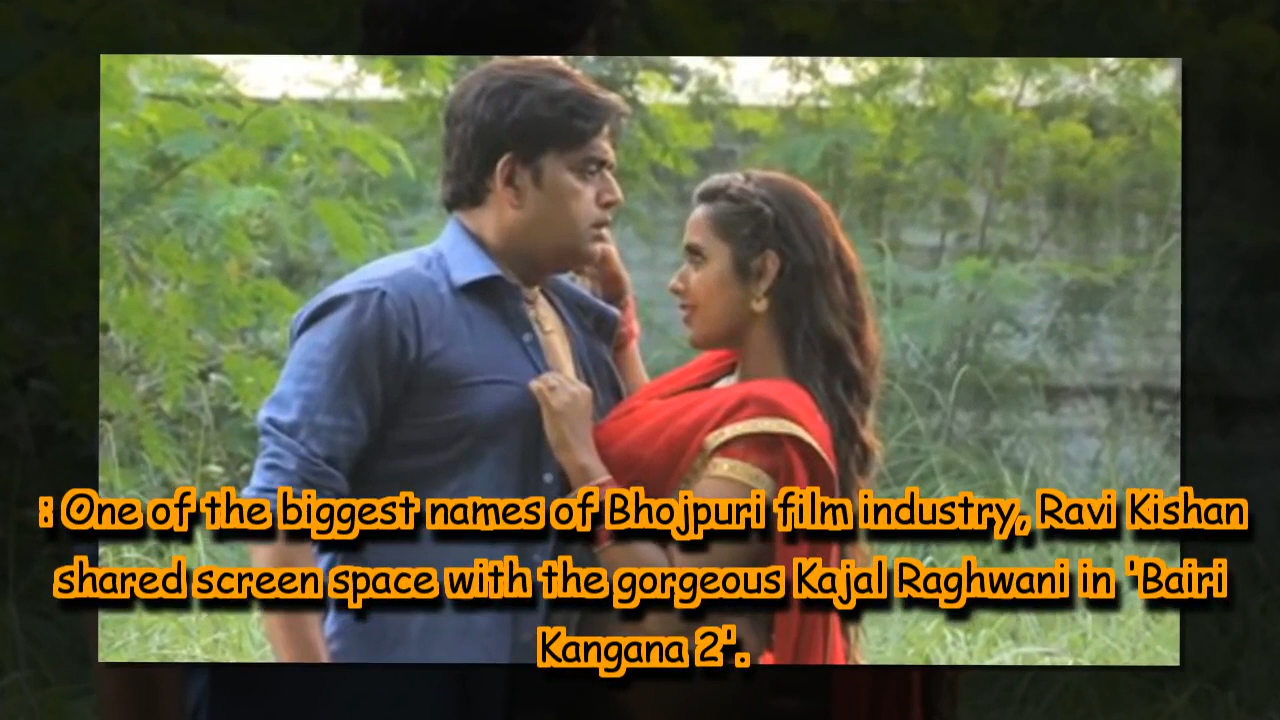 : One of the biggest names of Bhojpuri film industry, Ravi Kishan
shared screen space with the gorgeous Kajal Raghwani in 'Bairi
Kangana 2'.